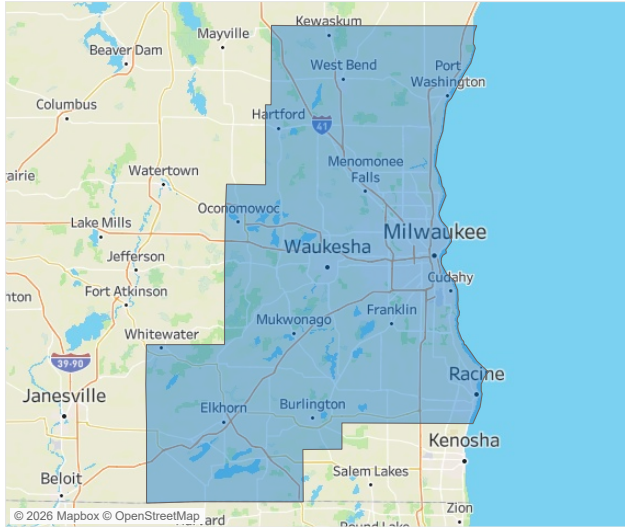 Kewaskum
Mayville
Beaver Dam
West Bend
Port
Washington
Columbus
Hartford
41
Menomonee
Falls
Watertown
airie
Oconomowoc
Lake Mills
Milwaukee
Waukesha
Jefferson
Cudahy
Fort Atkinson
nton
Franklin
Mukwonago
Whitewater
39-90
Racine
Janesville
Elkhorn
Burlington
Kenosha
Salem Lakes
Beloit
Zion
© 2026 Mapbox © OpenStreetMap